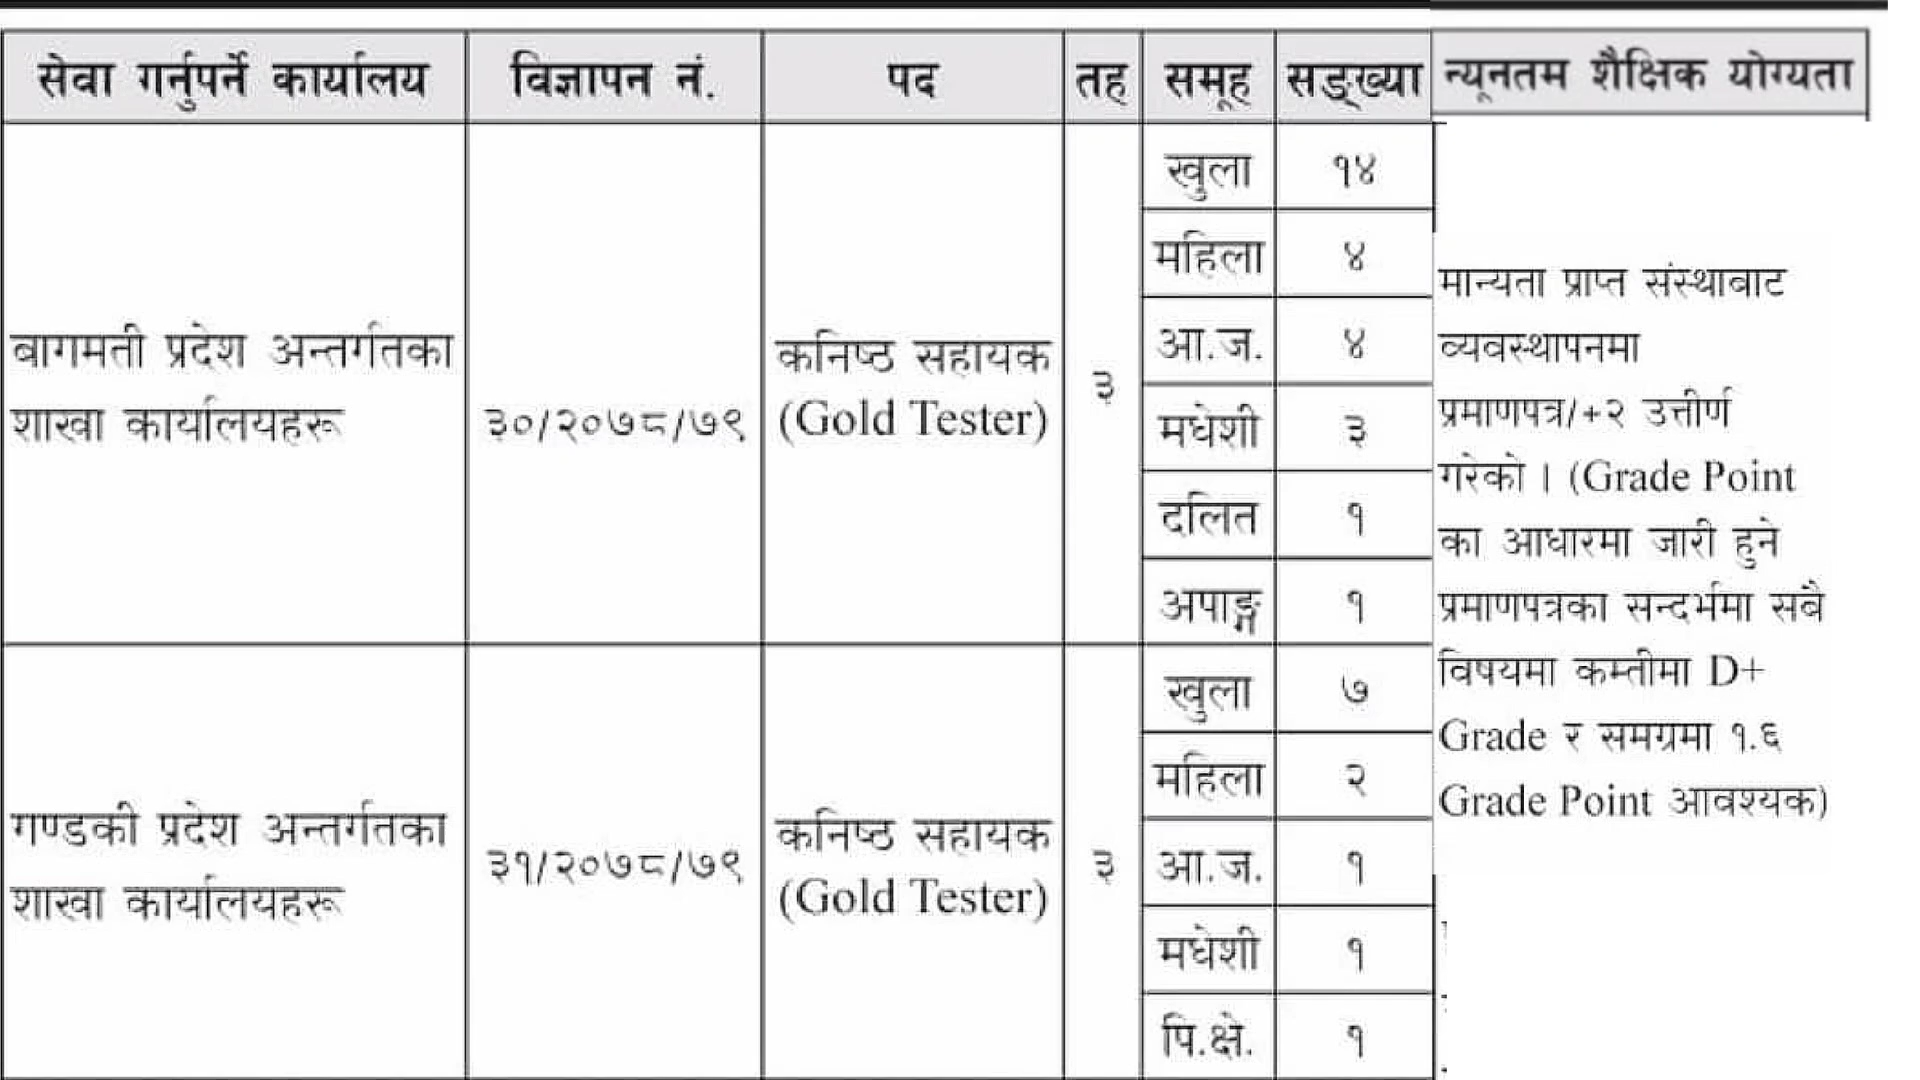 सेवा गर्नुपर्ने कार्यालय विज्ञापन नं. पद तह समूह सङ्ख्या न्यूनतम शैक्षिक योग्यता
बागमती प्रदेश अन्तर्गतका
शाखा कार्यालयहरू
३०/२०७८/७९
कनिष्ठ सहायक
(Gold Tester)
३
खुला १४
महिला ४
आ.ज. ४
मधेशी ३
दलित १
अपाङ्ग १
गण्डकी प्रदेश अन्तर्गतका
शाखा कार्यालयहरू
३१/२०७८/७९
कनिष्ठ सहायक
(Gold Tester)
३
खुला ७
महिला २
आ.ज. १
मधेशी १
पि.क्षे. १
मान्यता प्राप्त संस्थाबाट
व्यवस्थापनमा
प्रमाणपत्र/+२ उत्तीर्ण
गरेको । (Grade Point
का आधारमा जारी हुने
प्रमाणपत्रका सन्दर्भमा सबै
विषयमा कम्तीमा D+
Grade र समग्रमा १.६
Grade Point आवश्यक)